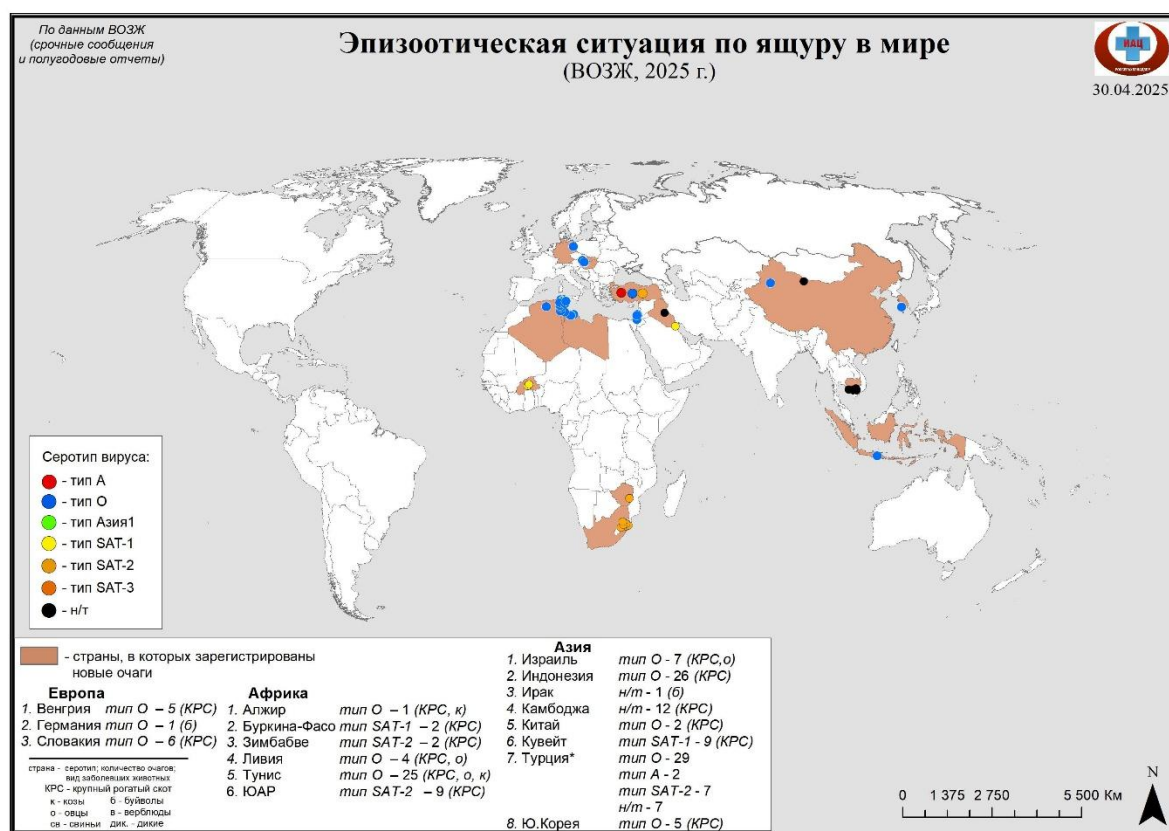 По данным ВОЗЖ
(срочные сообщения
и полугодовые отчеты)
Эпизоотическая ситуация по ящуру в мире
(ВОЗЖ, 2025 г.)
ИАЦ
30.04.2025
Серотип вируса:
- тип А
- тип О
- тип Азия1
- тип SAT-1
- тип SAT-2
- тип SAT-3
- н/т
- страны, в которых зарегистрированы
новые очаги
Европа
1. Венгрия тип О – 5 (КРС)
2. Германия тип О – 1 (б)
3. Словакия тип О – 6 (КРС)
страна - серотип; количество очагов;
вид заболевших животных
КРС - крупный рогатый скот
к - козы б - буйволы
о - овцы в - верблюды
св - свиньи дик. - дикие
Африка
1. Алжир тип О – 1 (КРС, к)
2. Буркина-Фасо тип SAT-1 – 2 (КРС)
3. Зимбабве тип SAT-2 – 2 (КРС)
4. Ливия тип О – 4 (КРС, о)
5. Тунис тип О – 25 (КРС, о, к)
6. ЮАР тип SAT-2 – 9 (КРС)
Азия
1. Израиль тип О - 7 (КРС,о)
2. Индонезия тип О - 26 (КРС)
3. Ирак н/т - 1 (б)
4. Камбоджа н/т - 12 (КРС)
5. Китай тип О - 2 (КРС)
6. Кувейт тип SAT-1 - 9 (КРС)
7. Турция* тип О - 29
тип А - 2
тип SAT-2 - 7
н/т - 7
8. Ю.Корея тип О - 5 (КРС)
N
0 1 375 2 750 5 500 Км